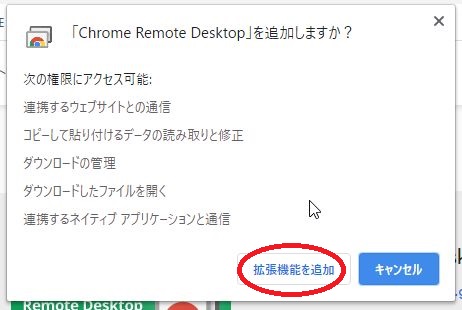 「Chrome Remote Desktop」を追加しますか？
次の権限にアクセス可能:
連携するウェブサイトとの通信
コピーして貼り付けるデータの読み取りと修正
ダウンロードの管理
ダウンロードしたファイルを開く
連携するネイティブ アプリケーションと通信
拡張機能を追加
キャンセル
Remote Desktop